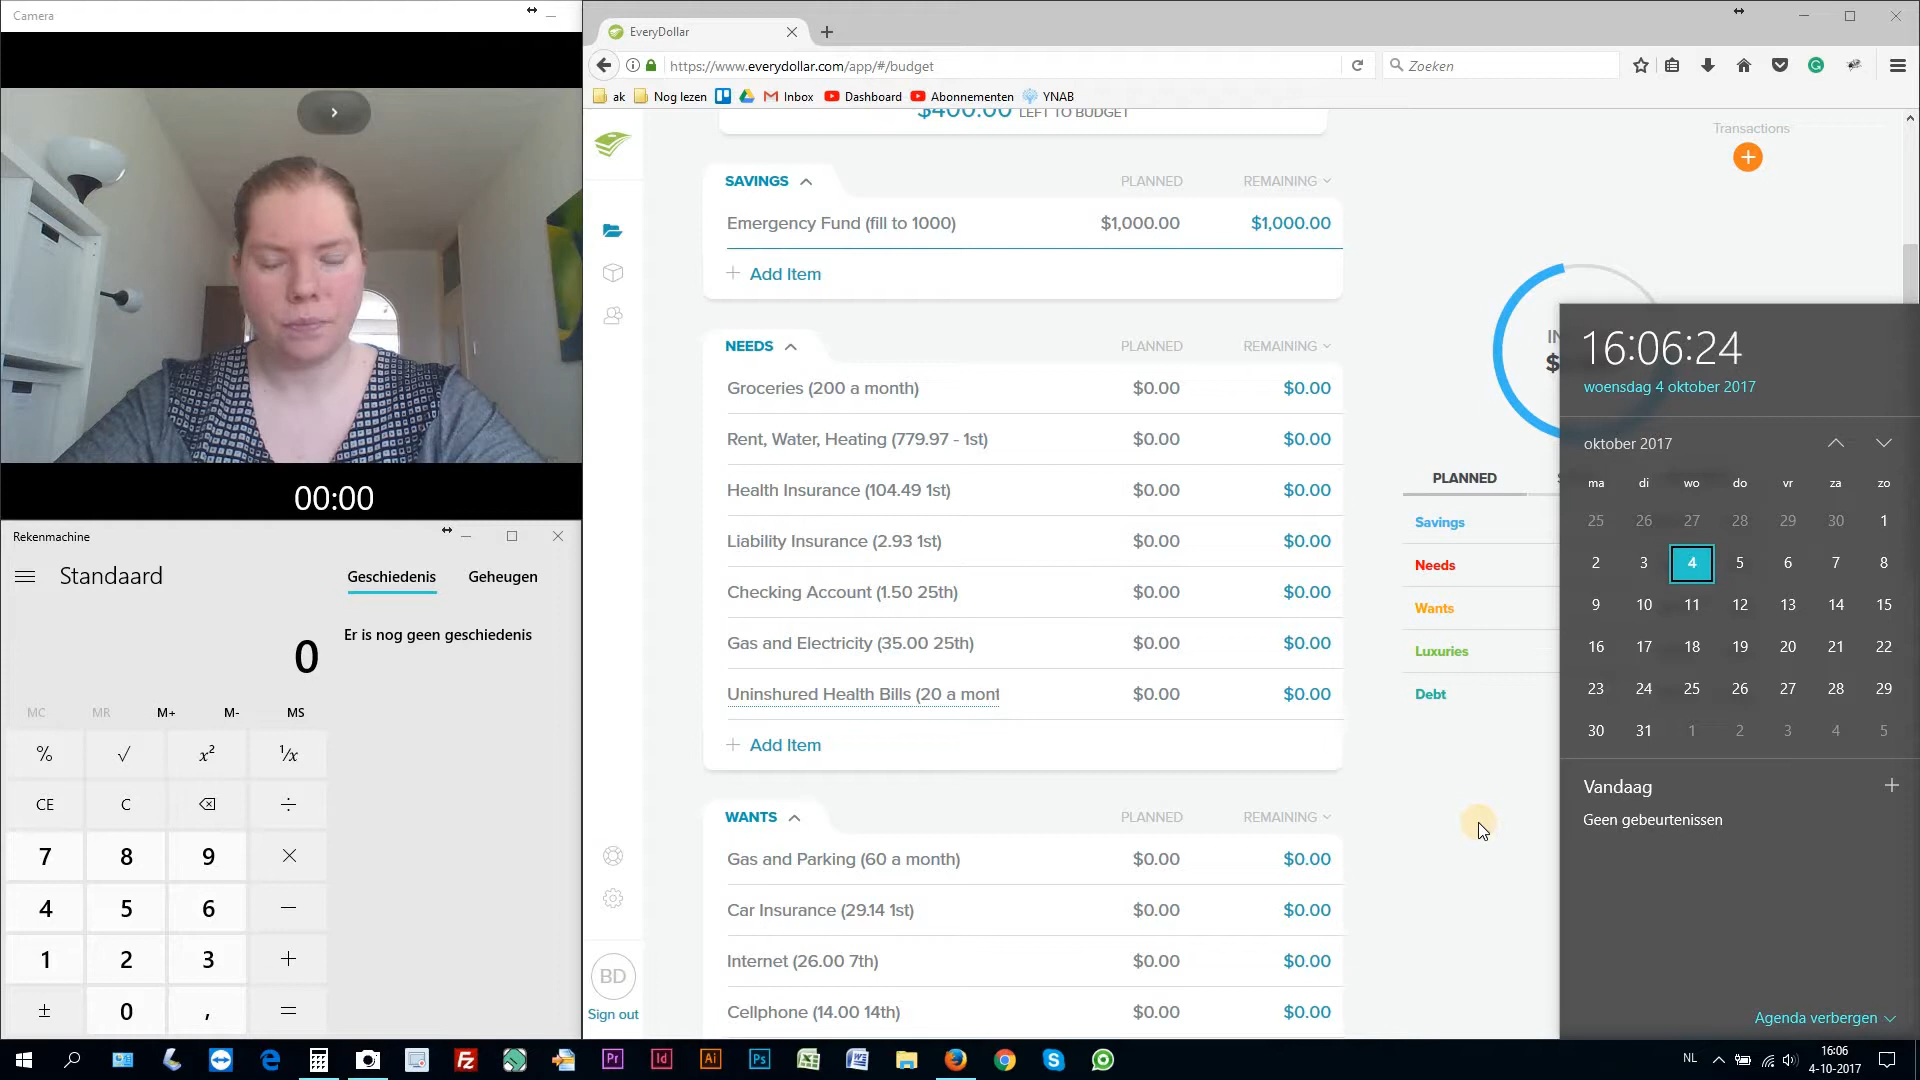 Camera
00:00
Rekenmachine
Standaard
Geschiedenis
Geheugen
Er is nog geen geschiedenis
0
MC MR M+ M- MS
% √ x² ¹/x
CE C ÷
7 8 9 ×
4 5 6 −
1 2 3 +
± 0 , =
EveryDollar
https://www.everydollar.com/app/#/budget
Zoeken
ak
Nog lezen
Inbox
Dashboard
Abonnementen
YNAB
$400.00 LEFT TO BUDGET
Transactions
SAVINGS PLANNED REMAINING
Emergency Fund (fill to 1000) $1,000.00 $1,000.00
+ Add Item
NEEDS PLANNED REMAINING
Groceries (200 a month) $0.00 $0.00
Rent, Water, Heating (779.97 - 1st) $0.00 $0.00
Health Insurance (104.49 1st) $0.00 $0.00
Liability Insurance (2.93 1st) $0.00 $0.00
Checking Account (1.50 25th) $0.00 $0.00
Gas and Electricity (35.00 25th) $0.00 $0.00
Uninshured Health Bills (20 a mont $0.00 $0.00
+ Add Item
WANTS PLANNED REMAINING
Gas and Parking (60 a month) $0.00 $0.00
Car Insurance (29.14 1st) $0.00 $0.00
Internet (26.00 7th) $0.00 $0.00
Cellphone (14.00 14th) $0.00 $0.00
BD
Sign out
PLANNED
Savings
Needs
Wants
Luxuries
Debt
16:06:24
woensdag 4 oktober 2017
oktober 2017
ma di wo do vr za zo
25 26 27 28 29 30 1
2 3 4 5 6 7 8
9 10 11 12 13 14 15
16 17 18 19 20 21 22
23 24 25 26 27 28 29
30 31 1 2 3 4 5
Vandaag
Geen gebeurtenissen
Agenda verbergen
Pr Id Ai Ps
NL
16:06
4-10-2017